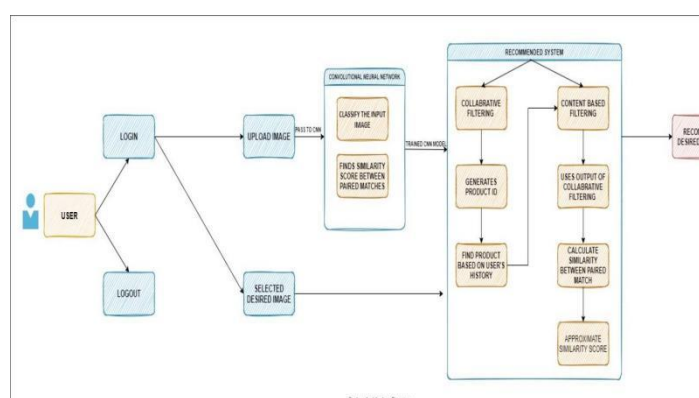 RECOMMENDED SYSTEM
CONVOLUTIONAL NEURAL NETWORK
COLLABRATIVE
FILTERING
CONTENT BASED
FILTERING
CLASSIFY THE INPUT
IMAGE
LOGIN
UPLOAD IMAGE
PASS TO CNN
TRAINED CNN MODEL
RECO
DESIRED
FINDS SIMILARITY
SCORE BETWEEN
PAIRED MATCHES
GENERATES
PRODUCT ID
USES OUTPUT OF
COLLABRATIVE
FILTERING
USER
FIND PRODUCT
BASED ON USER'S
HISTORY
CALCULATE
SIMILARITY
BETWEEN PAIRED
MATCH
LOGOUT
SELECTED
DESIRED IMAGE
APPROXIMATE
SIMILARITY SCORE